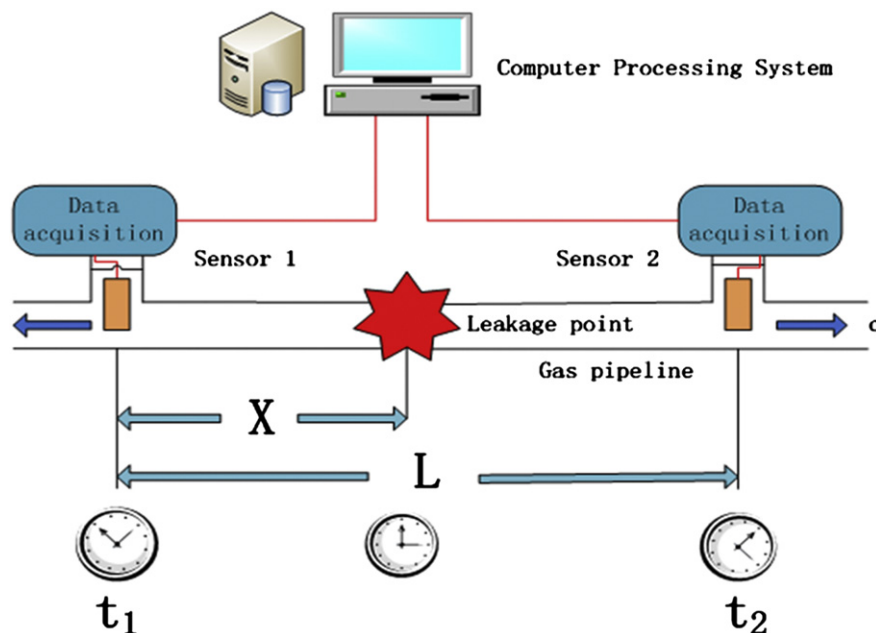 Computer Processing System
Data
acquisition
Data
acquisition
Sensor 1
Sensor 2
Leakage point
Gas pipeline
X
L
t1
t2